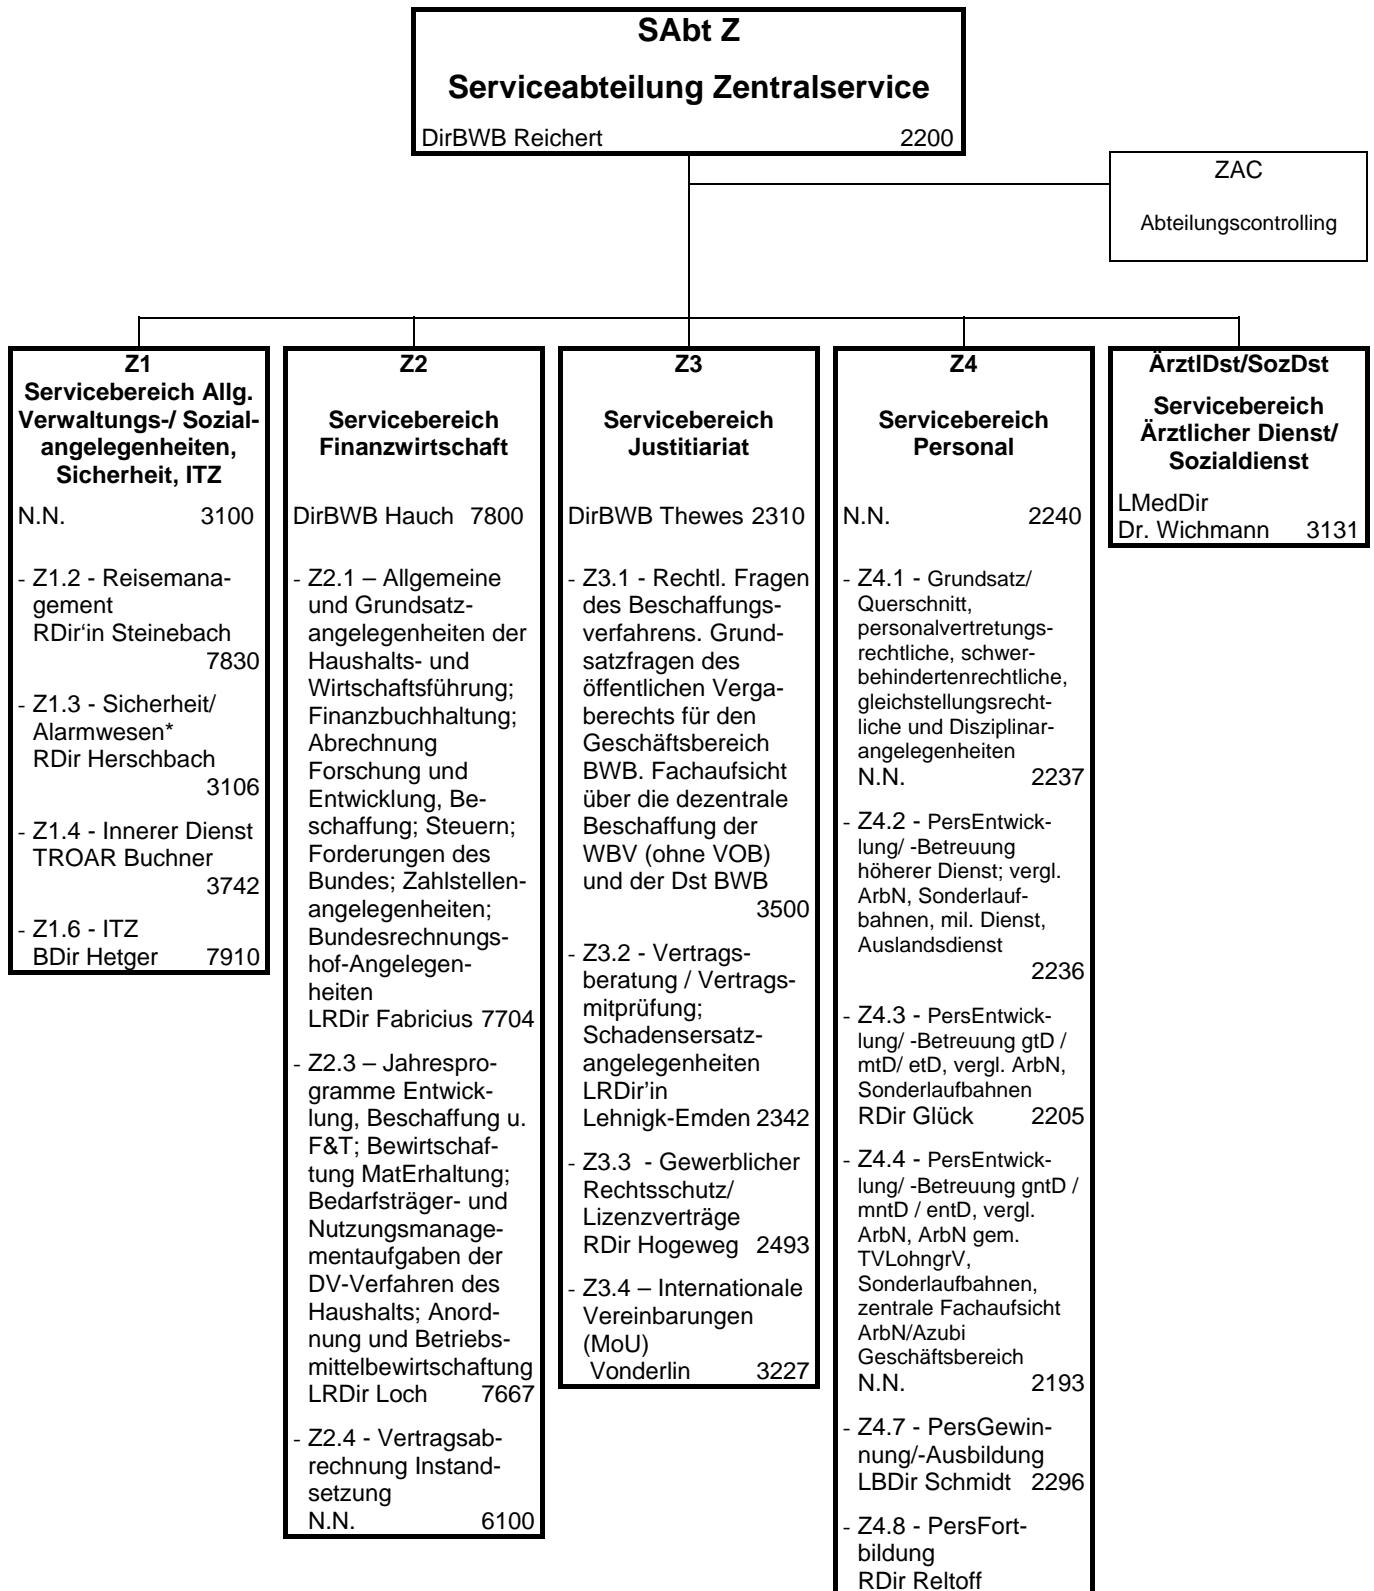 SAbt Z
Serviceabteilung Zentralservice
DirBWB Reichert 2200
ZAC
Abteilungscontrolling
Z1
Servicebereich Allg.
Verwaltungs-/ Sozial-
angelegenheiten,
Sicherheit, ITZ
N.N. 3100
- Z1.2 - Reisemana-
gement
RDir‘in Steinebach
7830
- Z1.3 - Sicherheit/
Alarmwesen*
RDir Herschbach
3106
- Z1.4 - Innerer Dienst
TROAR Buchner
3742
- Z1.6 - ITZ
BDir Hetger 7910
Z2
Servicebereich
Finanzwirtschaft
DirBWB Hauch 7800
- Z2.1 – Allgemeine
und Grundsatz-
angelegenheiten der
Haushalts- und
Wirtschaftsführung;
Finanzbuchhaltung;
Abrechnung
Forschung und
Entwicklung, Be-
schaffung; Steuern;
Forderungen des
Bundes; Zahlstellen-
angelegenheiten;
Bundesrechnungs-
hof-Angelegen-
heiten
LRDir Fabricius 7704
- Z2.3 – Jahrespro-
gramme Entwick-
lung, Beschaffung u.
F&T; Bewirtschaf-
tung MatErhaltung;
Bedarfsträger- und
Nutzungsmanage-
mentaufgaben der
DV-Verfahren des
Haushalts; Anord-
nung und Betriebs-
mittelbewirtschaftung
LRDir Loch 7667
- Z2.4 - Vertragsab-
rechnung Instand-
setzung
N.N. 6100
Z3
Servicebereich
Justitiariat
DirBWB Thewes 2310
- Z3.1 - Rechtl. Fragen
des Beschaffungs-
verfahrens. Grund-
satzfragen des
öffentlichen Verga-
berechts für den
Geschäftsbereich
BWB. Fachaufsicht
über die dezentrale
Beschaffung der
WBV (ohne VOB)
und der Dst BWB
3500
- Z3.2 - Vertrags-
beratung / Vertrags-
mitprüfung;
Schadensersatz-
angelegenheiten
LRDir’in
Lehnigk-Emden 2342
- Z3.3 - Gewerblicher
Rechtsschutz/
Lizenzverträge
RDir Hogeweg 2493
- Z3.4 – Internationale
Vereinbarungen
(MoU)
Vonderlin 3227
Z4
Servicebereich
Personal
N.N. 2240
- Z4.1 - Grundsatz/
Querschnitt,
personalvertretungs-
rechtliche, schwer-
behindertenrechtliche,
gleichstellungsrecht-
liche und Disziplinar-
angelegenheiten
N.N. 2237
- Z4.2 - PersEntwick-
lung/ -Betreuung
höherer Dienst; vergl.
ArbN, Sonderlauf-
bahnen, mil. Dienst,
Auslandsdienst
2236
- Z4.3 - PersEntwick-
lung/ -Betreuung gtD /
mtD/ etD, vergl. ArbN,
Sonderlaufbahnen
RDir Glück 2205
- Z4.4 - PersEntwick-
lung/ -Betreuung gntD /
mntD / entD, vergl.
ArbN, ArbN gem.
TVLohngrV,
Sonderlaufbahnen,
zentrale Fachaufsicht
ArbN/Azubi
Geschäftsbereich
N.N. 2193
- Z4.7 - PersGewin-
nung/-Ausbildung
LBDir Schmidt 2296
- Z4.8 - PersFort-
bildung
RDir Reltoff
ÄrztlDst/SozDst
Servicebereich
Ärztlicher Dienst/
Sozialdienst
LMedDir
Dr. Wichmann 3131